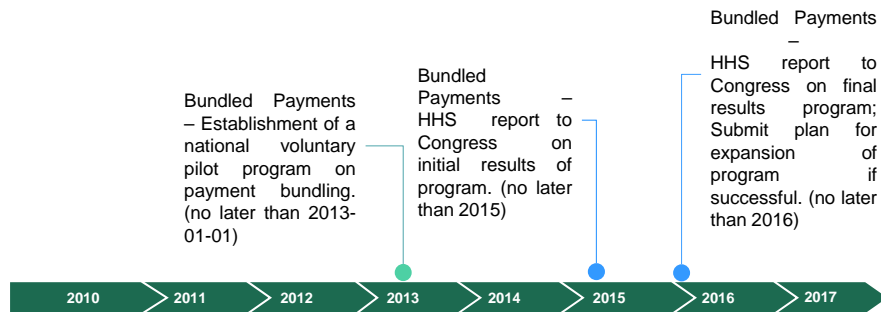 Bundled Payments
– Establishment of a
national voluntary
pilot program on
payment bundling.
(no later than 2013-
01-01)
Bundled
Payments –
HHS report to
Congress on
initial results of
program. (no later
than 2015)
Bundled Payments
–
HHS report to
Congress on final
results program;
Submit plan for
expansion of
program if
successful. (no later
than 2016)
2010 2011 2012 2013 2014 2015 2016 2017